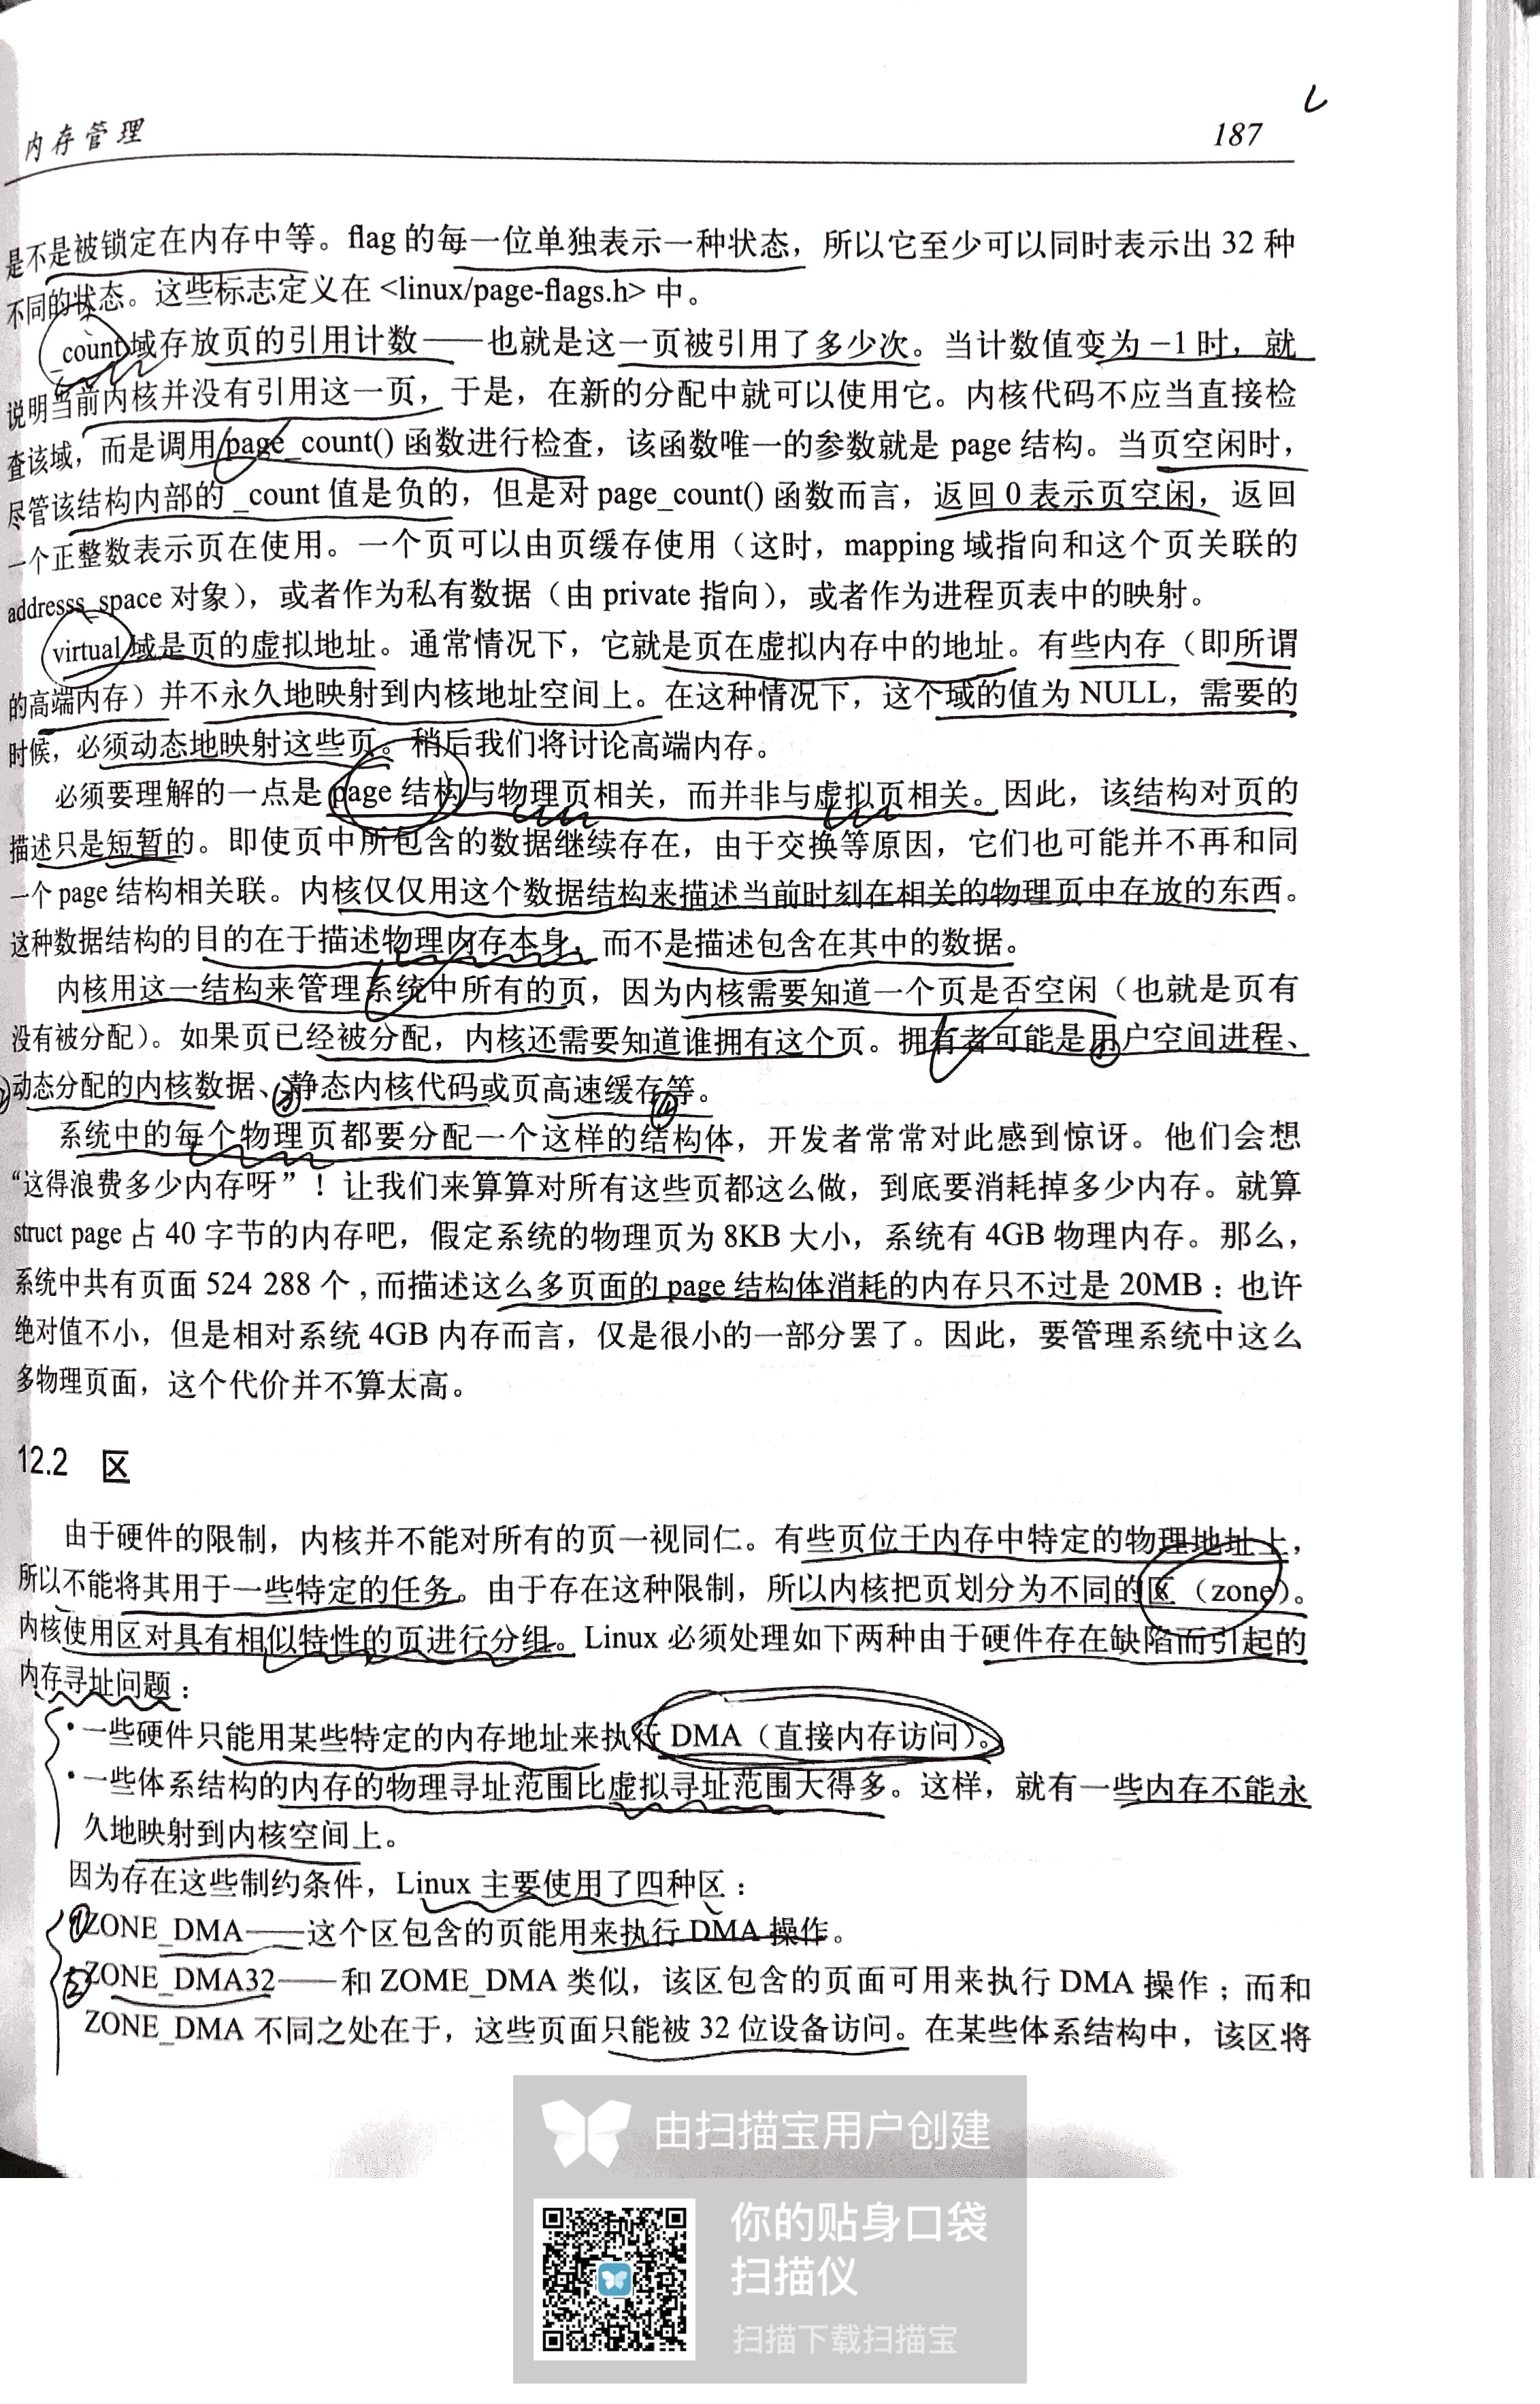 内存管理
187
是不是被锁定在内存中等。flag 的每一位单独表示一种状态，所以它至少可以同时表示出 32 种
不同的状态。这些标志定义在 <linux/page-flags.h> 中。
_count 域存放页的引用计数——也就是这一页被引用了多少次。当计数值变为 −1 时，就
说明当前内核并没有引用这一页，于是，在新的分配中就可以使用它。内核代码不应当直接检
查该域，而是调用 page_count() 函数进行检查，该函数唯一的参数就是 page 结构。当页空闲时，
尽管该结构内部的 _count 值是负的，但是对 page_count() 函数而言，返回 0 表示页空闲，返回
一个正整数表示页在使用。一个页可以由页缓存使用（这时，mapping 域指向和这个页关联的
addresss_space 对象），或者作为私有数据（由 private 指向），或者作为进程页表中的映射。
virtual 域是页的虚拟地址。通常情况下，它就是页在虚拟内存中的地址。有些内存（即所谓
的高端内存）并不永久地映射到内核地址空间上。在这种情况下，这个域的值为 NULL，需要的
时候，必须动态地映射这些页。稍后我们将讨论高端内存。
必须要理解的一点是 page 结构与物理页相关，而并非与虚拟页相关。因此，该结构对页的
描述只是短暂的。即使页中所包含的数据继续存在，由于交换等原因，它们也可能并不再和同
一个 page 结构相关联。内核仅仅用这个数据结构来描述当前时刻在相关的物理页中存放的东西。
这种数据结构的目的在于描述物理内存本身，而不是描述包含在其中的数据。
内核用这一结构来管理系统中所有的页，因为内核需要知道一个页是否空闲（也就是页有
没有被分配）。如果页已经被分配，内核还需要知道谁拥有这个页。拥有者可能是①用户空间进程、
②动态分配的内核数据、③静态内核代码或页高速缓存④等。
系统中的每个物理页都要分配一个这样的结构体，开发者常常对此感到惊讶。他们会想
“这得浪费多少内存呀”！让我们来算算对所有这些页都这么做，到底要消耗掉多少内存。就算
struct page 占 40 字节的内存吧，假定系统的物理页为 8KB 大小，系统有 4GB 物理内存。那么，
系统中共有页面 524 288 个，而描述这么多页面的 page 结构体消耗的内存只不过是 20MB：也许
绝对值不小，但是相对系统 4GB 内存而言，仅是很小的一部分罢了。因此，要管理系统中这么
多物理页面，这个代价并不算太高。
12.2 区
由于硬件的限制，内核并不能对所有的页一视同仁。有些页位于内存中特定的物理地址上，
所以不能将其用于一些特定的任务。由于存在这种限制，所以内核把页划分为不同的区（zone）。
内核使用区对具有相似特性的页进行分组。Linux 必须处理如下两种由于硬件存在缺陷而引起的
内存寻址问题：
• 一些硬件只能用某些特定的内存地址来执行 DMA（直接内存访问）。
• 一些体系结构的内存的物理寻址范围比虚拟寻址范围大得多。这样，就有一些内存不能永
久地映射到内核空间上。
因为存在这些制约条件，Linux 主要使用了四种区：
① ZONE_DMA——这个区包含的页能用来执行 DMA 操作。
② ZONE_DMA32——和 ZOME_DMA 类似，该区包含的页面可用来执行 DMA 操作；而和
ZONE_DMA 不同之处在于，这些页面只能被 32 位设备访问。在某些体系结构中，该区将
由扫描宝用户创建
你的贴身口袋
扫描仪
扫描下载扫描宝